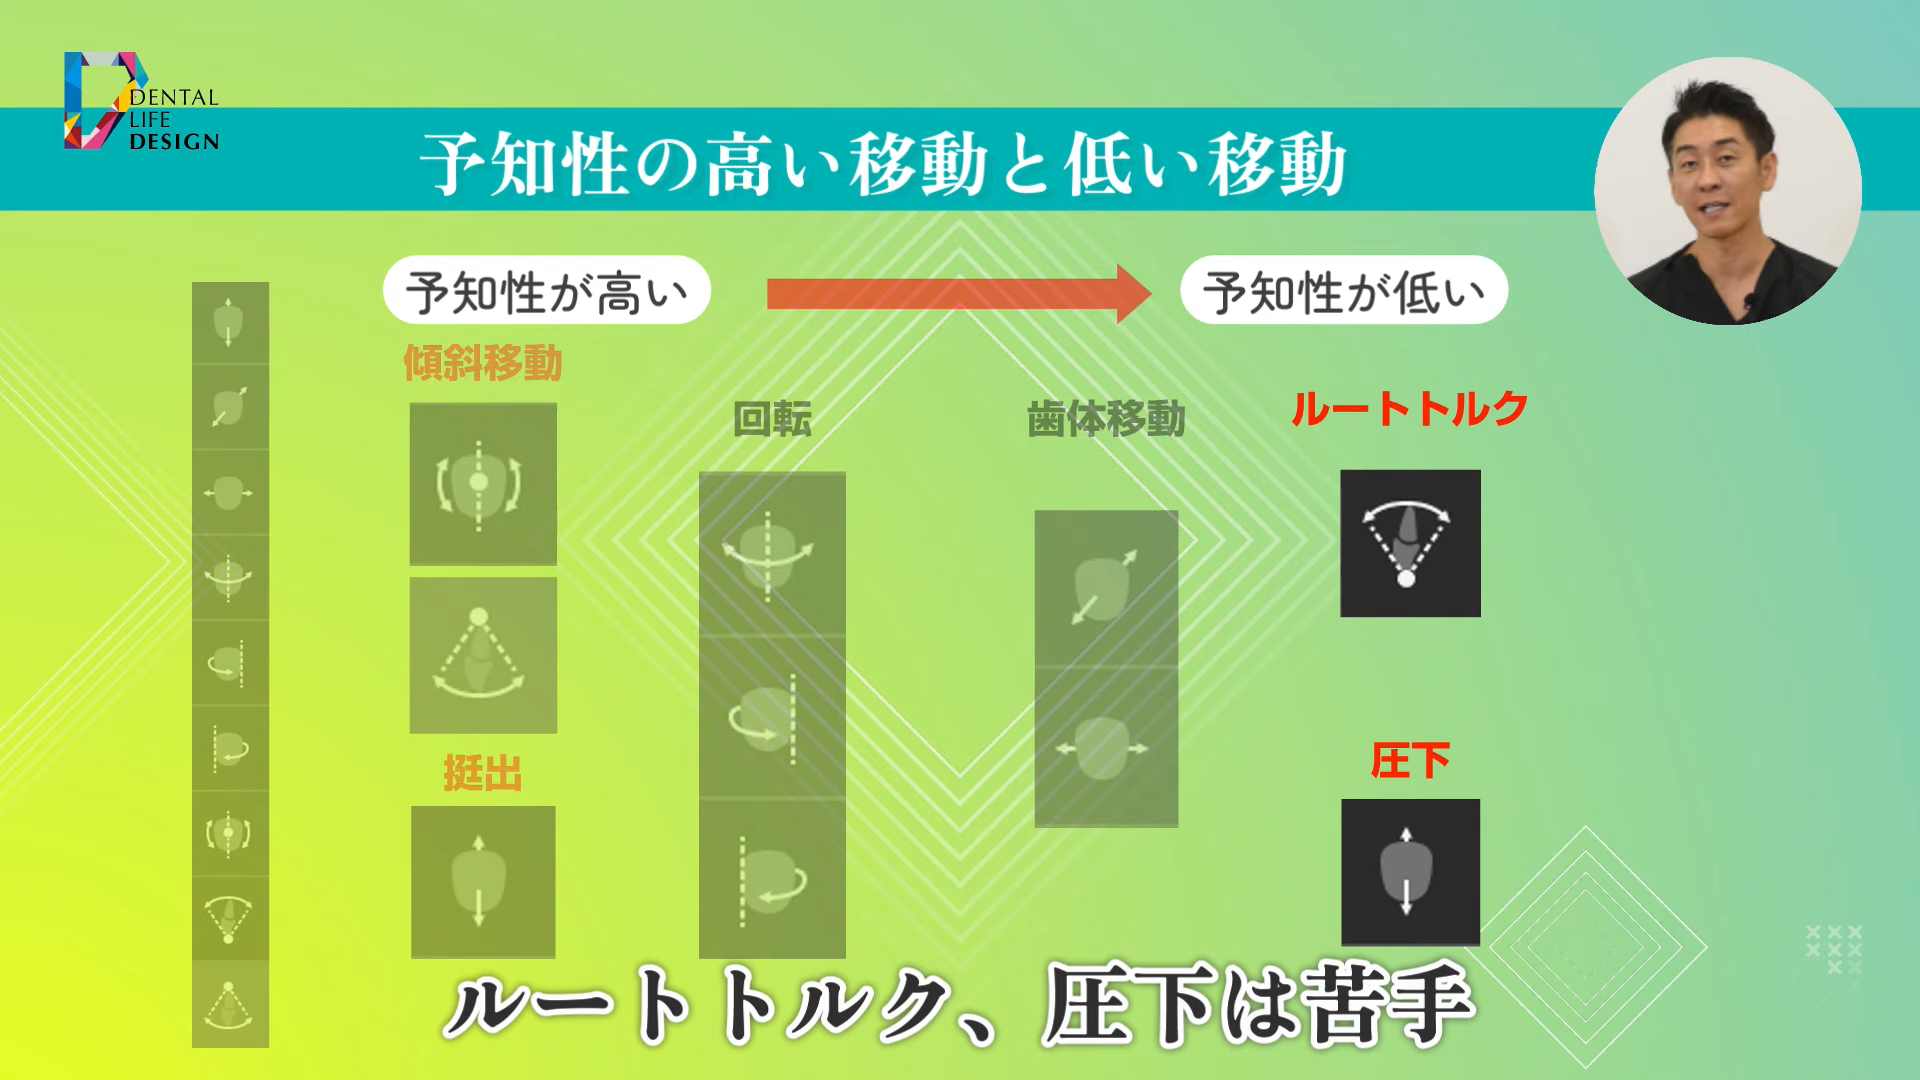 DENTAL
LIFE
DESIGN
予知性の高い移動と低い移動
予知性が高い
予知性が低い
傾斜移動
回転
歯体移動
ルートトルク
挺出
圧下
ルートトルク、圧下は苦手